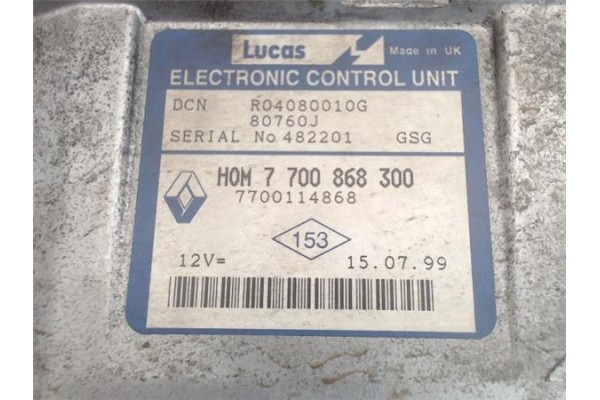 Lucas Made in UK
ELECTRONIC CONTROL UNIT
DCN R04080010G
80760J
SERIAL No 482201 GSG
HOM 7 700 868 300
7700114868
153
12V= 15.07.99